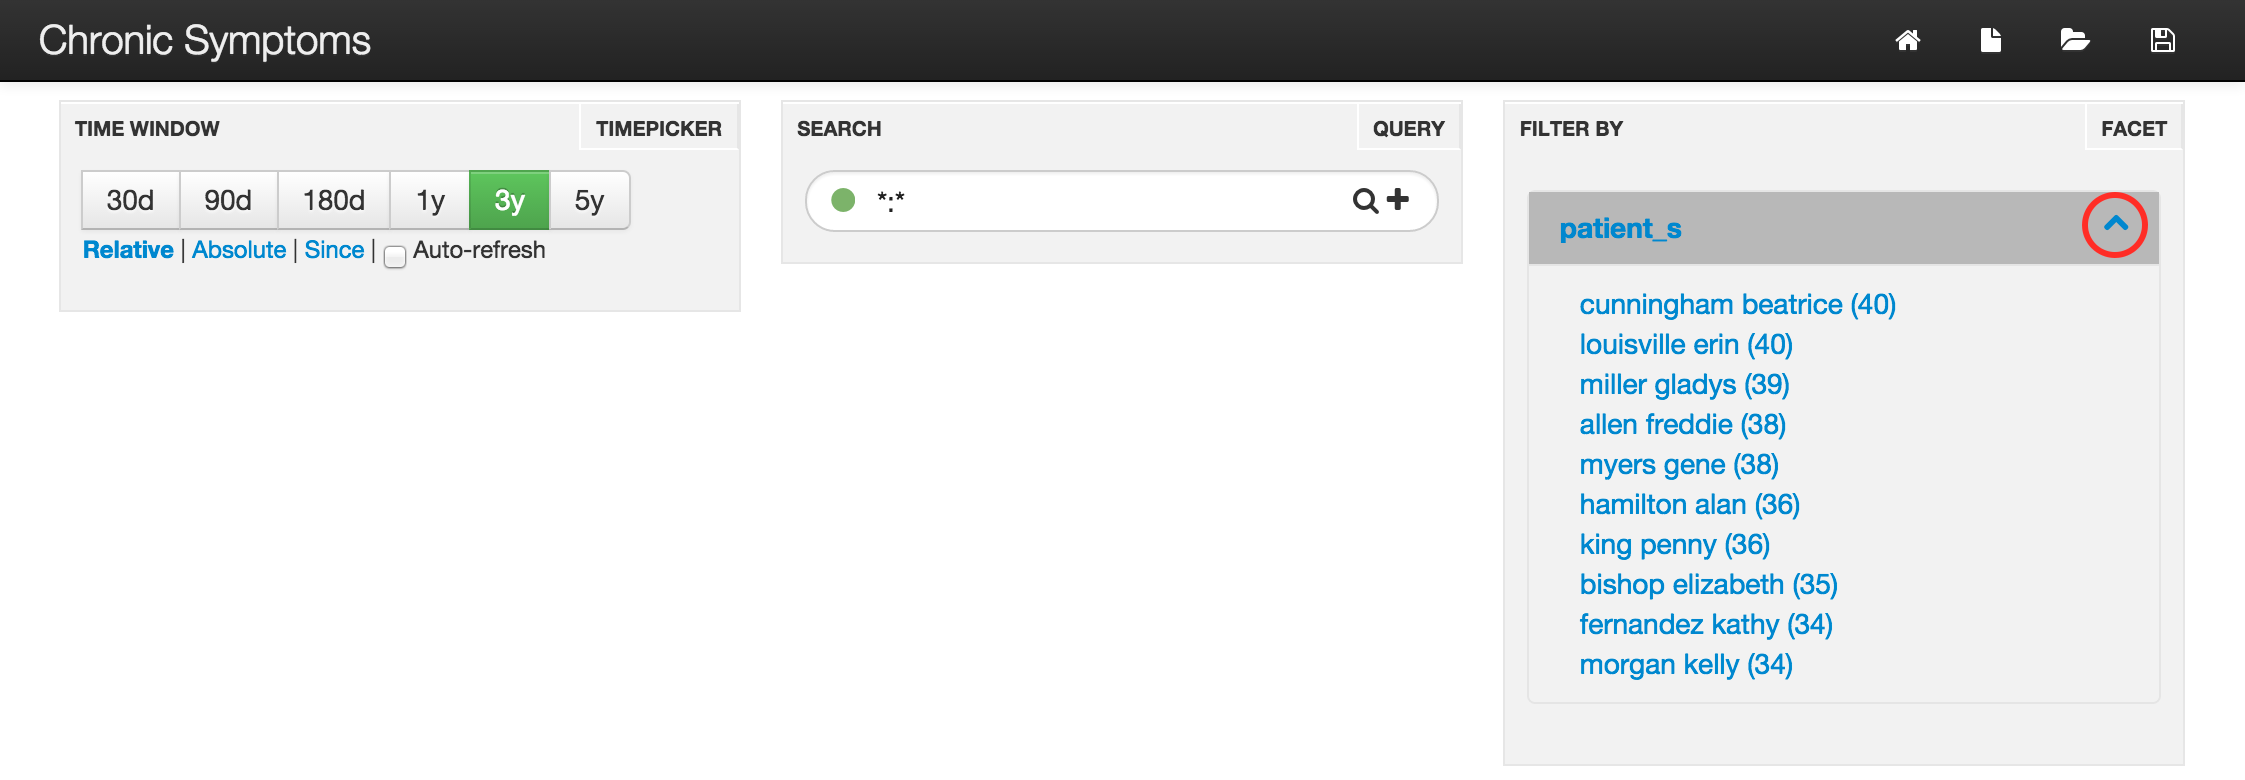 Chronic Symptoms
TIME WINDOW
TIMEPICKER
30d 90d 180d 1y 3y 5y
Relative | Absolute | Since | Auto-refresh
SEARCH
QUERY
*:*
FILTER BY
FACET
patient_s
cunningham beatrice (40)
louisville erin (40)
miller gladys (39)
allen freddie (38)
myers gene (38)
hamilton alan (36)
king penny (36)
bishop elizabeth (35)
fernandez kathy (34)
morgan kelly (34)